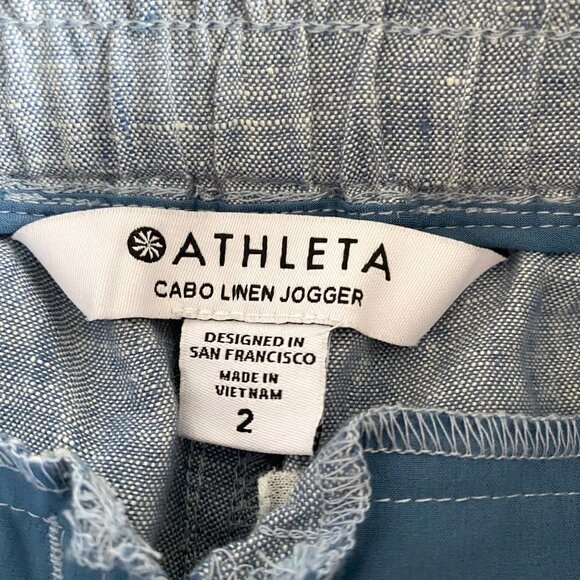 ATHLETA
CABO LINEN JOGGER
DESIGNED IN
SAN FRANCISCO
MADE IN
VIETNAM
2